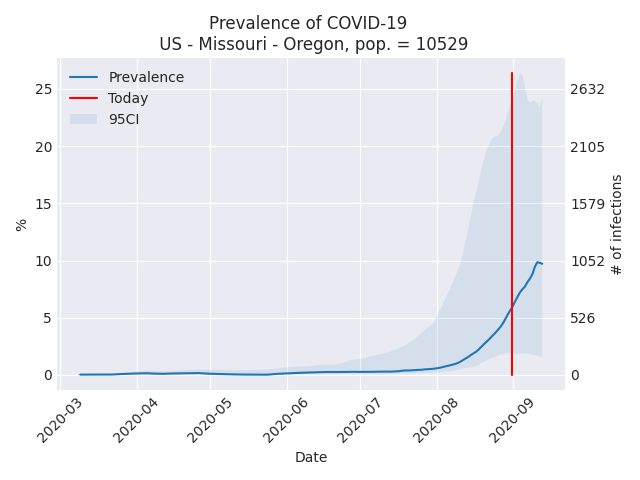 Prevalence of COVID-19
US - Missouri - Oregon, pop. = 10529
Prevalence
Today
95CI
25
20
15
10
5
0
%
2632
2105
1579
1052
526
0
# of infections
2020-03
2020-04
2020-05
2020-06
2020-07
2020-08
2020-09
Date